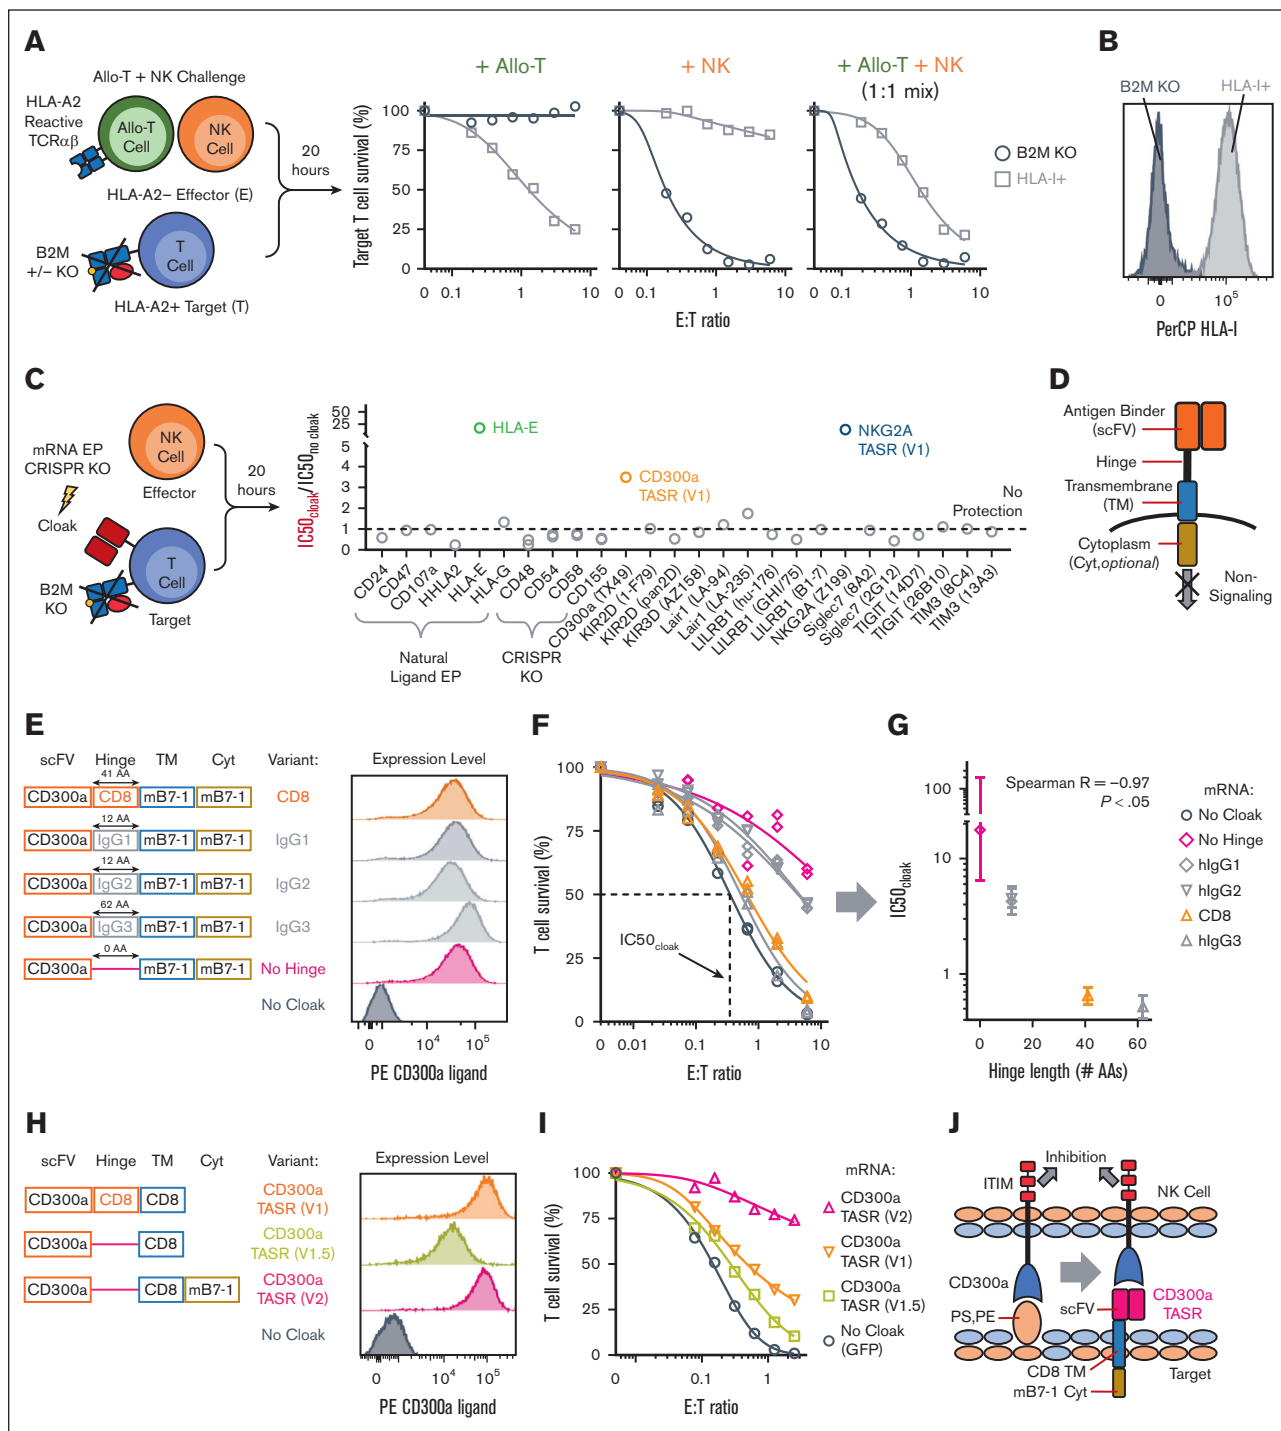 A
Allo-T + NK Challenge
HLA-A2
Reactive
TCRαβ
Allo-T
Cell
NK
Cell
HLA-A2− Effector (E)
B2M
+/− KO
T
Cell
HLA-A2+ Target (T)
20
hours
+ Allo-T
+ NK
+ Allo-T + NK
(1:1 mix)
Target T cell survival (%)
100
75
50
25
0
0 0.1 1 10
0 0.1 1 10
0 0.1 1 10
E:T ratio
B2M KO
HLA-I+
B
B2M KO
HLA-I+
0 10^5
PerCP HLA-I
C
mRNA EP
CRISPR KO
Cloak
NK
Cell
Effector
B2M
KO
T
Cell
Target
20
hours
IC50cloak/IC50no cloak
50
25
5
4
3
2
1
0
HLA-E
CD300a
TASR (V1)
NKG2A
TASR (V1)
No
Protection
CD24
CD47
CD107a
HHLA2
HLA-E
HLA-G
CD48
CD54
CD58
CD155
CD300a (TX49)
KIR2D (1-F79)
KIR2D (pan2D)
KIR3D (AZ158)
Lair1 (LA-94)
Lair1 (LA-235)
LILRB1 (hu-176)
LILRB1 (GHI/75)
LILRB1 (B1-7)
NKG2A (Z199)
Siglec7 (8A2)
Siglec7 (2G12)
TIGIT (14D7)
TIGIT (26B10)
TIM3 (8C4)
TIM3 (13A3)
Natural
Ligand EP
CRISPR
KO
D
Antigen Binder
(scFV)
Hinge
Transmembrane
(TM)
Cytoplasm
(Cyt,optional)
Non-
Signaling
E
scFV Hinge TM Cyt Variant:
41 AA
CD300a CD8 mB7-1 mB7-1 CD8
12 AA
CD300a IgG1 mB7-1 mB7-1 IgG1
12 AA
CD300a IgG2 mB7-1 mB7-1 IgG2
62 AA
CD300a IgG3 mB7-1 mB7-1 IgG3
0 AA
CD300a mB7-1 mB7-1 No Hinge
No Cloak
Expression Level
0 10^4 10^5
PE CD300a ligand
F
T cell survival (%)
100
75
50
25
0
IC50cloak
0 0.01 0.1 1 10
E:T ratio
G
IC50cloak
100
10
1
Spearman R = −0.97
P < .05
0 20 40 60
Hinge length (# AAs)
mRNA:
No Cloak
No Hinge
hIgG1
hIgG2
CD8
hIgG3
H
scFV Hinge TM Cyt Variant:
CD300a CD8 CD8
CD300a
TASR (V1)
CD300a CD8
CD300a
TASR (V1.5)
CD300a CD8 mB7-1
CD300a
TASR (V2)
No Cloak
Expression Level
0 10^4 10^5
PE CD300a ligand
I
T cell survival (%)
100
75
50
25
0
0 0.1 1
E:T ratio
mRNA:
CD300a
TASR (V2)
CD300a
TASR (V1)
CD300a
TASR (V1.5)
No Cloak
(GFP)
J
Inhibition
ITIM
NK Cell
CD300a
PS,PE
scFV
CD300a
TASR
CD8 TM
mB7-1 Cyt
Target